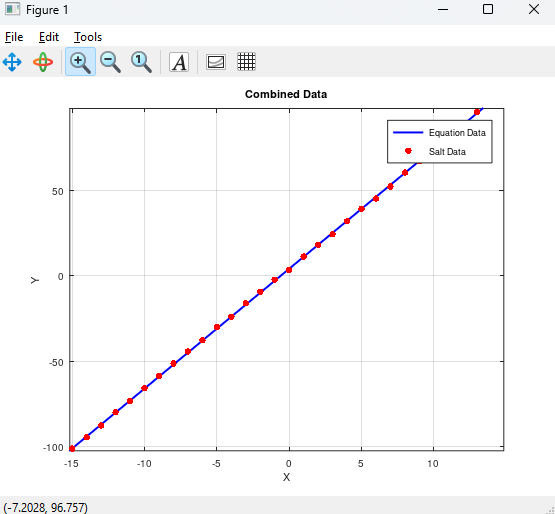 Figure 1
File Edit Tools
A
Combined Data
Equation Data
Salt Data
50
0
-50
-100
Y
-15 -10 -5 0 5 10
X
(-7.2028, 96.757)